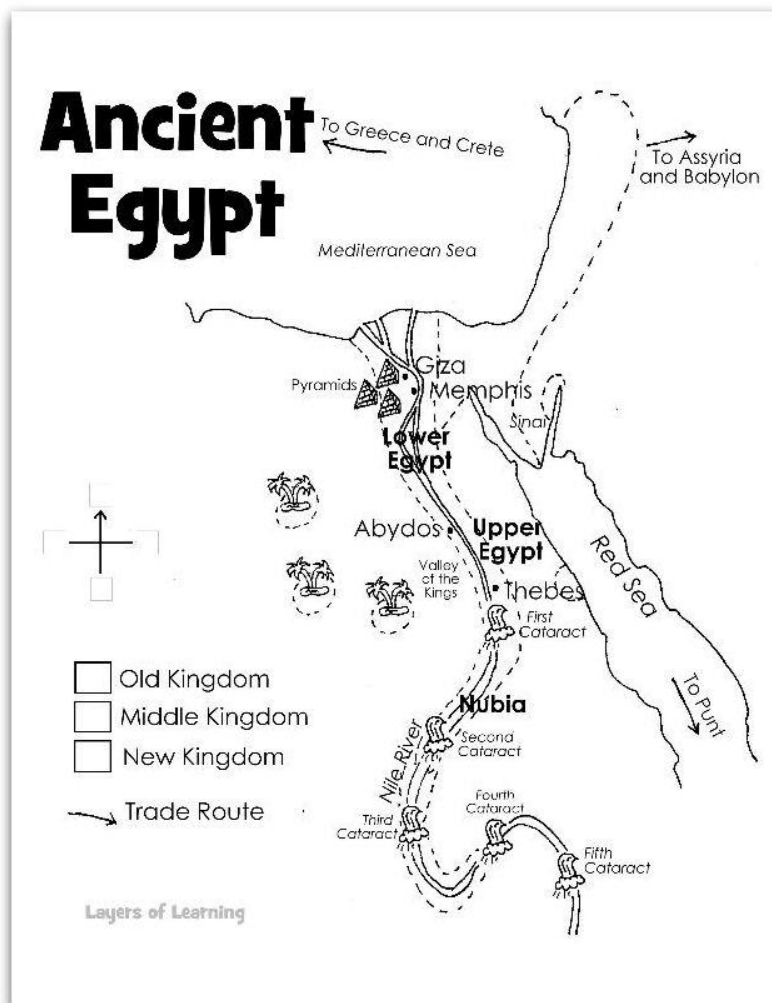 Ancient
Egypt
To Greece and Crete
To Assyria
and Babylon
Mediterranean Sea
Giza
Pyramids
Memphis
Sinai
Lower
Egypt
Abydos
Upper
Egypt
Valley
of the
Kings
Thebes
Red Sea
First
Cataract
Old Kingdom
Middle Kingdom
New Kingdom
Trade Route
Nubia
To Punt
Nile River
Second
Cataract
Third
Cataract
Fourth
Cataract
Fifth
Cataract
Layers of Learning